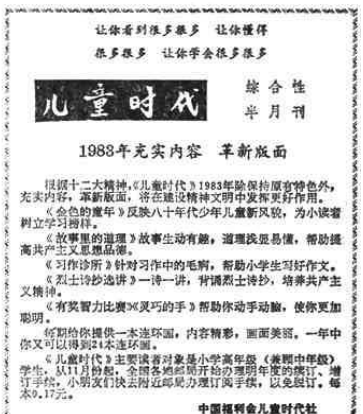 让你看到很多很多　让你懂得
很多很多　让你学会很多很多
儿童时代
综合性
半月刊
1983年充实内容　革新版面
根据十二大精神，《儿童时代》1983年除保持原有特色外，
充实内容，革新版面，将在建设精神文明中发挥更好作用。
《金色的童年》反映八十年代少年儿童新风貌，为小读者
树立学习榜样。
《故事里的道理》故事生动有趣，道理浅显易懂，帮助提
高共产主义思想品德。
《习作诊所》针对习作中的毛病，帮助小学生写好作文。
《烈士诗抄选讲》一诗一讲，背诵烈士诗抄，培养共产主
义精神。
《有奖智力比赛》《灵巧的手》帮助你动手动脑，使你更加
聪明。
每期给你提供一本连环画，内容精彩，画面美丽。一年中
你又可以得到24本连环画。
《儿童时代》主要读者对象是小学高年级（兼顾中年级）
学生，从11月份起，全国各地邮局开始办理明年度的续订、增
订手续，小朋友们快去附近邮局办理订阅手续，以免脱订。每
本0.17元。
中国福利会儿童时代社